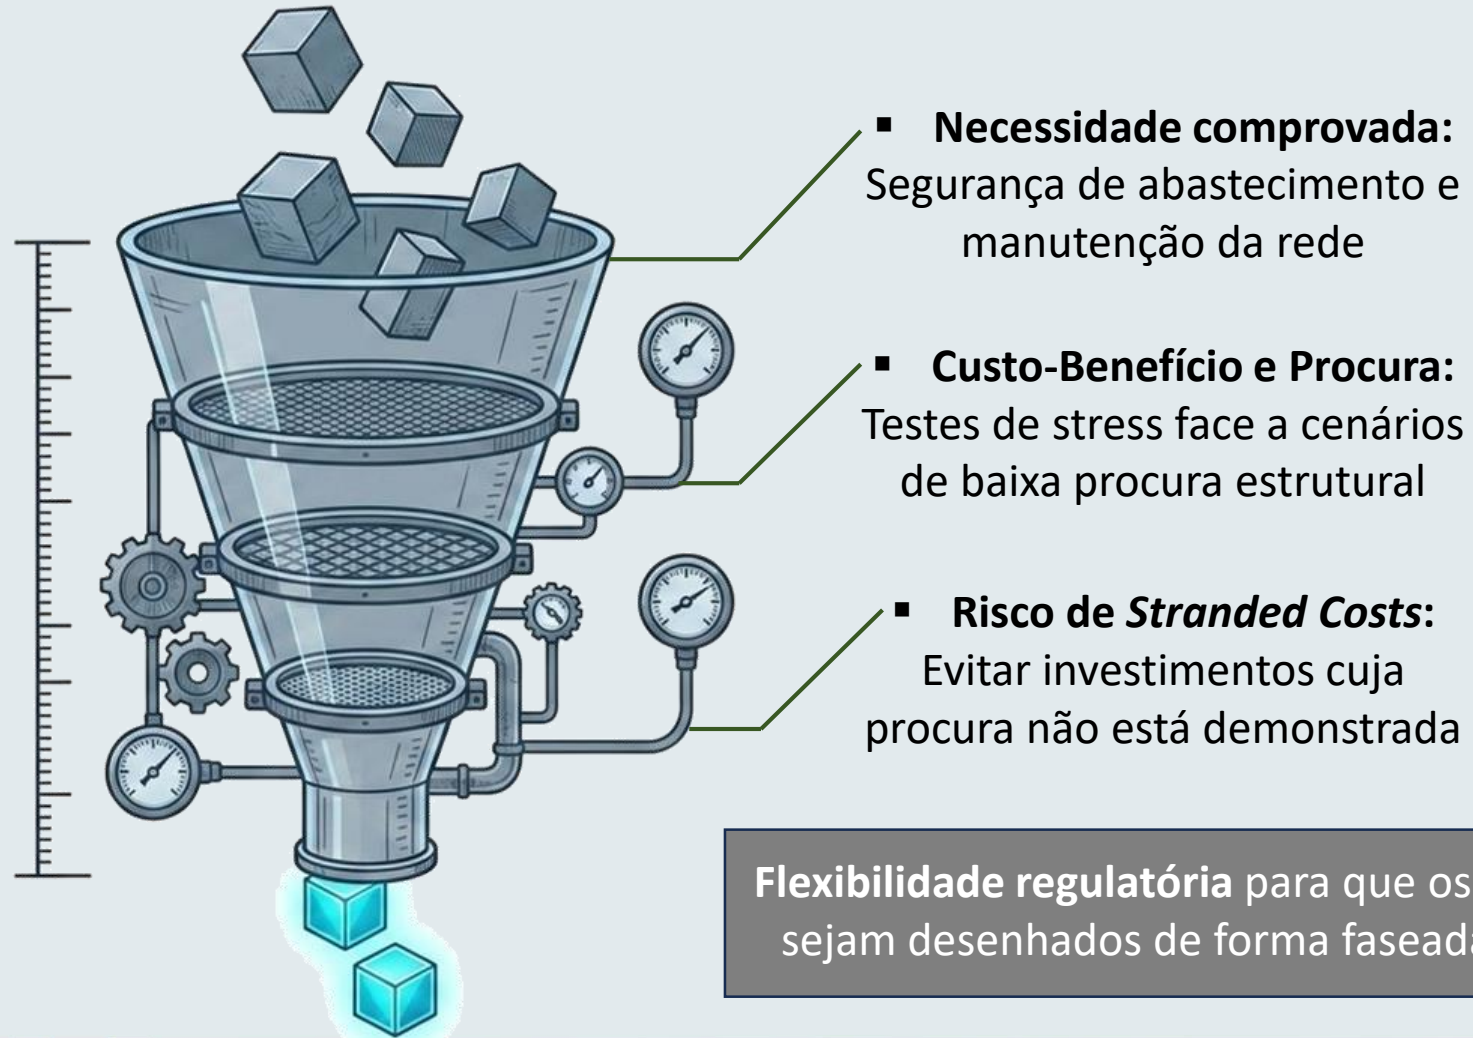 ▪ Necessidade comprovada:
Segurança de abastecimento e
manutenção da rede
▪ Custo-Benefício e Procura:
Testes de stress face a cenários
de baixa procura estrutural
▪ Risco de Stranded Costs:
Evitar investimentos cuja
procura não está demonstrada
Flexibilidade regulatória para que os
sejam desenhados de forma faseada